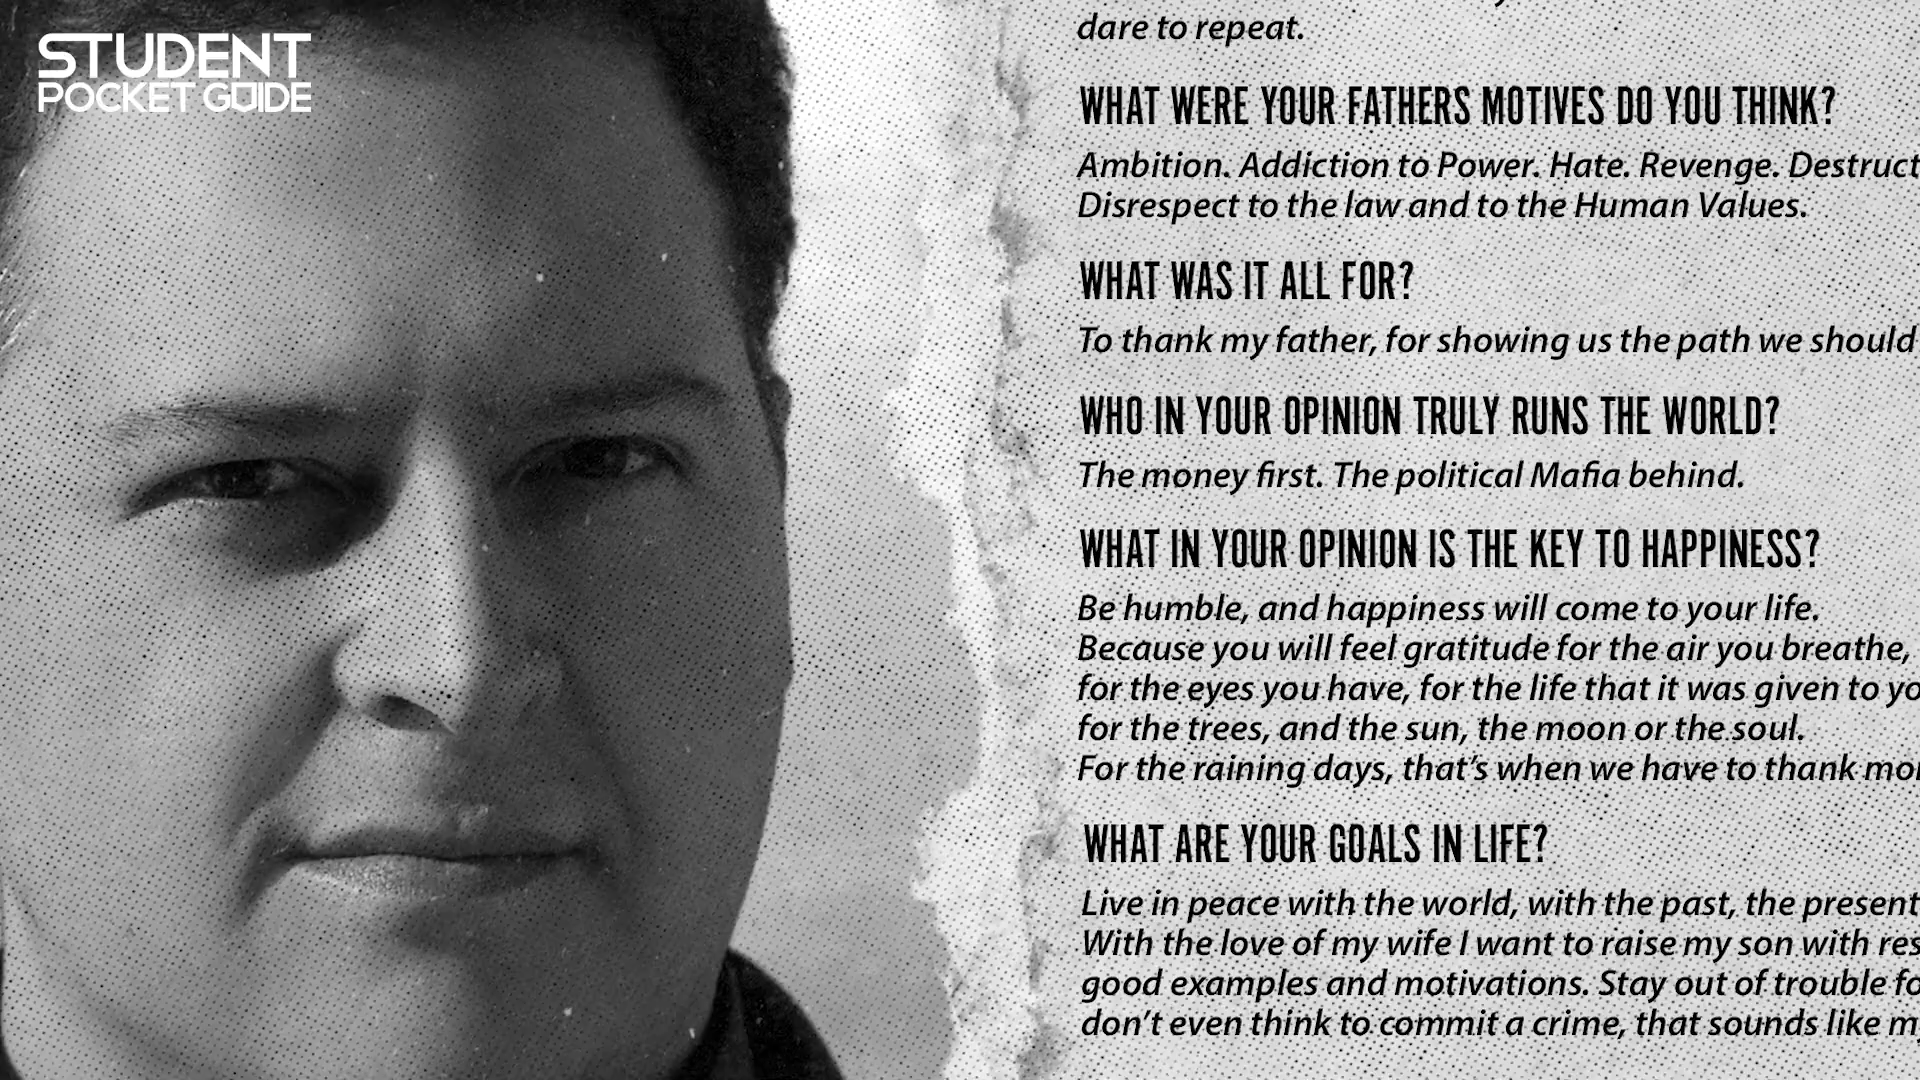 STUDENT
POCKET GUIDE
dare to repeat.
WHAT WERE YOUR FATHERS MOTIVES DO YOU THINK?
Ambition. Addiction to Power. Hate. Revenge. Destruct
Disrespect to the law and to the Human Values.
WHAT WAS IT ALL FOR?
To thank my father, for showing us the path we should
WHO IN YOUR OPINION TRULY RUNS THE WORLD?
The money first. The political Mafia behind.
WHAT IN YOUR OPINION IS THE KEY TO HAPPINESS?
Be humble, and happiness will come to your life.
Because you will feel gratitude for the air you breathe,
for the eyes you have, for the life that it was given to yo
for the trees, and the sun, the moon or the soul.
For the raining days, that's when we have to thank mor
WHAT ARE YOUR GOALS IN LIFE?
Live in peace with the world, with the past, the present
With the love of my wife I want to raise my son with res
good examples and motivations. Stay out of trouble fo
don't even think to commit a crime, that sounds like my